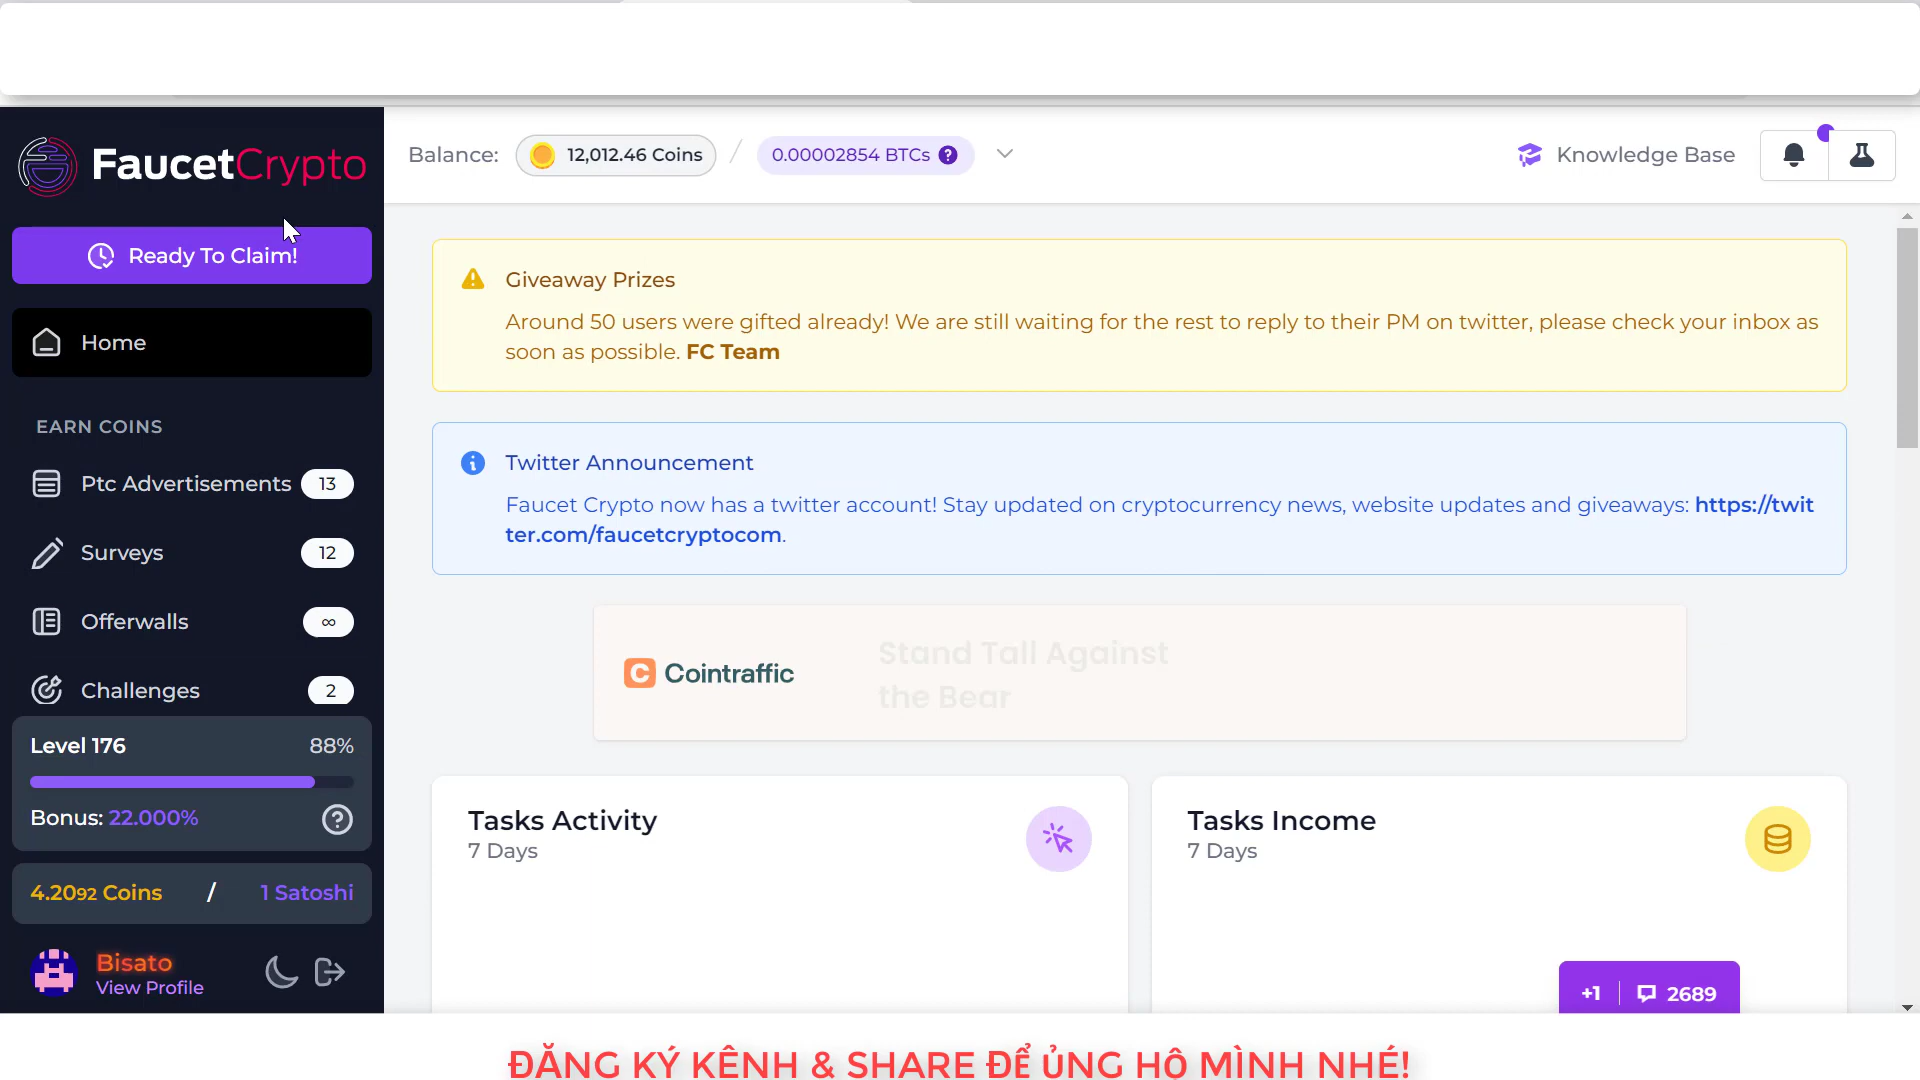 FaucetCrypto
Balance: 12,012.46 Coins / 0.00002854 BTCs ?
Knowledge Base
Ready To Claim!
Home
EARN COINS
Ptc Advertisements 13
Surveys 12
Offerwalls ∞
Challenges 2
Level 176 88%
Bonus: 22.000% ?
4.2092 Coins / 1 Satoshi
Bisato
View Profile
Giveaway Prizes
Around 50 users were gifted already! We are still waiting for the rest to reply to their PM on twitter, please check your inbox as
soon as possible. FC Team
Twitter Announcement
Faucet Crypto now has a twitter account! Stay updated on cryptocurrency news, website updates and giveaways: https://twit
ter.com/faucetcryptocom.
Cointraffic
Stand Tall Against
the Bear
Tasks Activity
7 Days
Tasks Income
7 Days
+1 2689
ĐĂNG KÝ KÊNH & SHARE ĐỂ ỦNG HỘ MÌNH NHÉ!